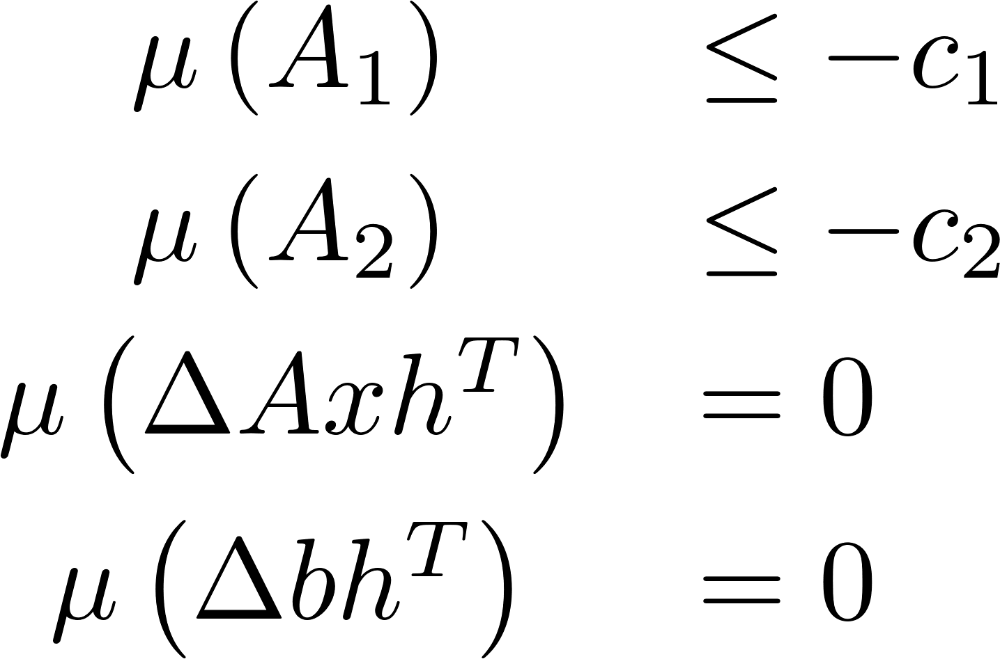 μ (A₁) ≤ −c₁
μ (A₂) ≤ −c₂
μ (ΔAxhᵀ) = 0
μ (Δbhᵀ) = 0